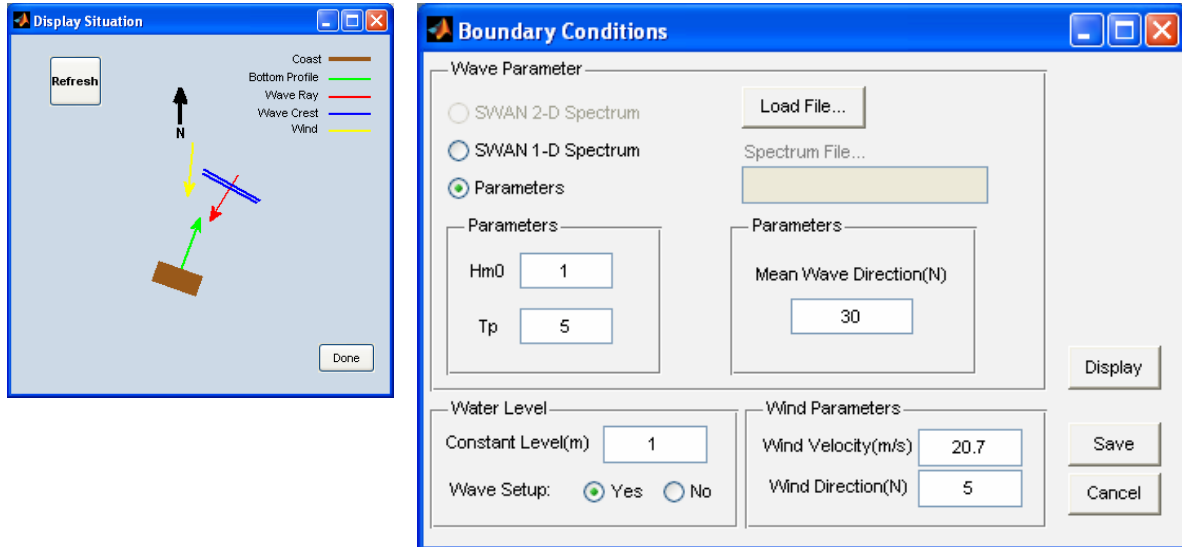 Display Situation
Refresh
N
Coast
Bottom Profile
Wave Ray
Wave Crest
Wind
Done
Boundary Conditions
Wave Parameter
SWAN 2-D Spectrum
Load File...
SWAN 1-D Spectrum
Spectrum File...
Parameters
Parameters
Hm0 1
Tp 5
Parameters
Mean Wave Direction(N)
30
Display
Water Level
Constant Level(m) 1
Wave Setup: Yes No
Wind Parameters
Wind Velocity(m/s) 20.7
Wind Direction(N) 5
Save
Cancel